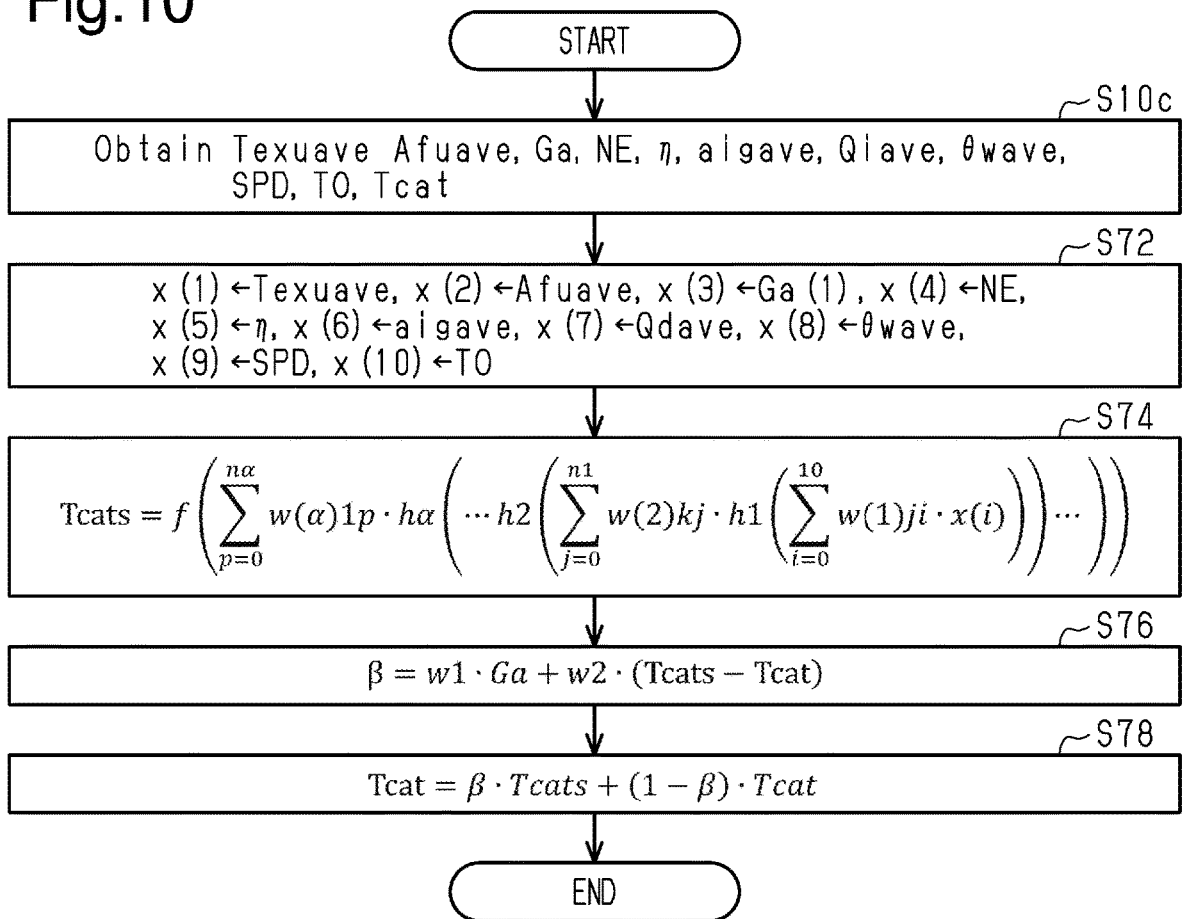 Fig.10
START
S10c
Obtain Texuave Afuave, Ga, NE, η, aigave, Qiave, θwave,
SPD, TO, Tcat
S72
x (1) ←Texuave, x (2) ←Afuave, x (3) ←Ga (1), x (4) ←NE,
x (5) ←η, x (6) ←aigave, x (7) ←Qdave, x (8) ←θwave,
x (9) ←SPD, x (10) ←TO
S74
Tcats = f(∑_{p=0}^{nα} w(α)1p · hα(⋯ h2(∑_{j=0}^{n1} w(2)kj · h1(∑_{i=0}^{10} w(1)ji · x(i)))⋯))
S76
β = w1 · Ga + w2 · (Tcats − Tcat)
S78
Tcat = β · Tcats + (1 − β) · Tcat
END